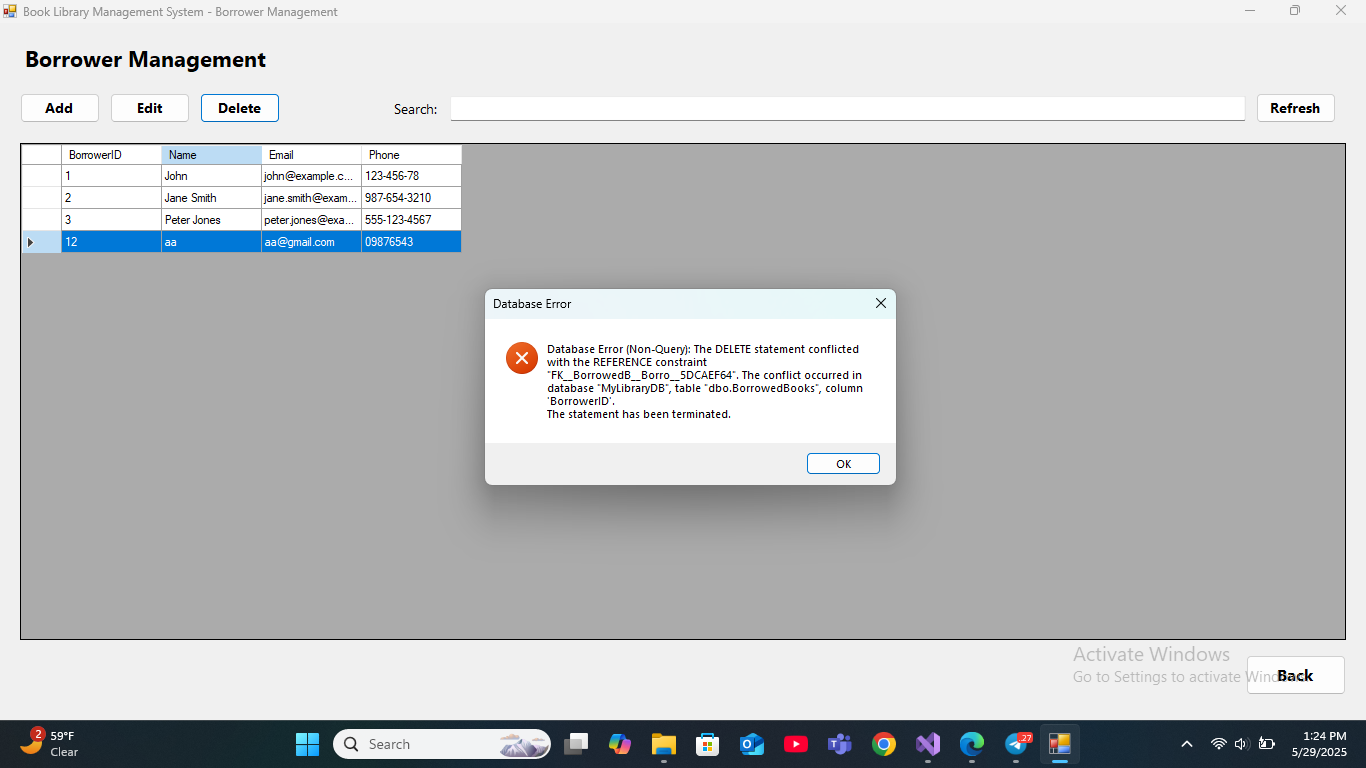 Book Library Management System - Borrower Management
Borrower Management
Add Edit Delete Search: Refresh
BorrowerID Name Email Phone
1 John john@example.c... 123-456-78
2 Jane Smith jane.smith@exam... 987-654-3210
3 Peter Jones peter.jones@exa... 555-123-4567
12 aa aa@gmail.com 09876543
Database Error
Database Error (Non-Query): The DELETE statement conflicted
with the REFERENCE constraint
"FK__BorrowedB__Borro__5DCAEF64". The conflict occurred in
database "MyLibraryDB", table "dbo.BorrowedBooks", column
'BorrowerID'.
The statement has been terminated.
OK
Activate Windows
Go to Settings to activate
Back
2
59°F
Clear
Search
27
1:24 PM
5/29/2025